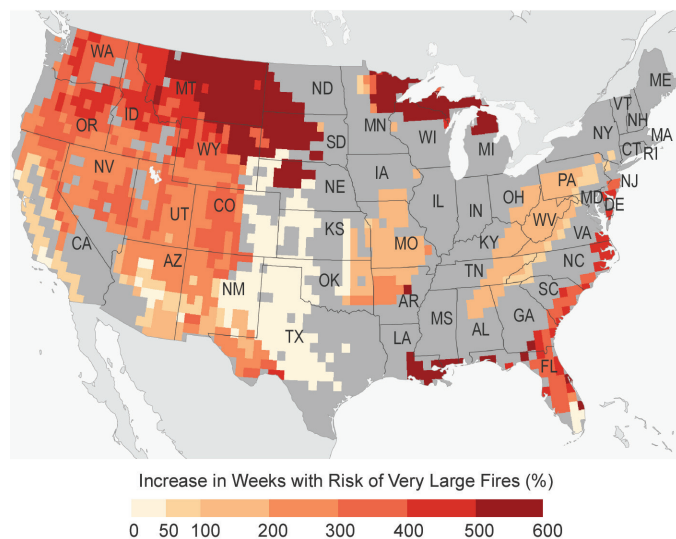 WA
MT
ND
ME
OR
ID
MN
VT
NH
SD
WI
NY
MA
WY
MI
CT
RI
NV
NE
IA
PA
NJ
UT
CO
IL
IN
OH
MD
DE
CA
KS
MO
KY
WV
VA
AZ
NM
OK
AR
TN
NC
SC
TX
MS
AL
GA
LA
FL
Increase in Weeks with Risk of Very Large Fires (%)
0 50 100 200 300 400 500 600